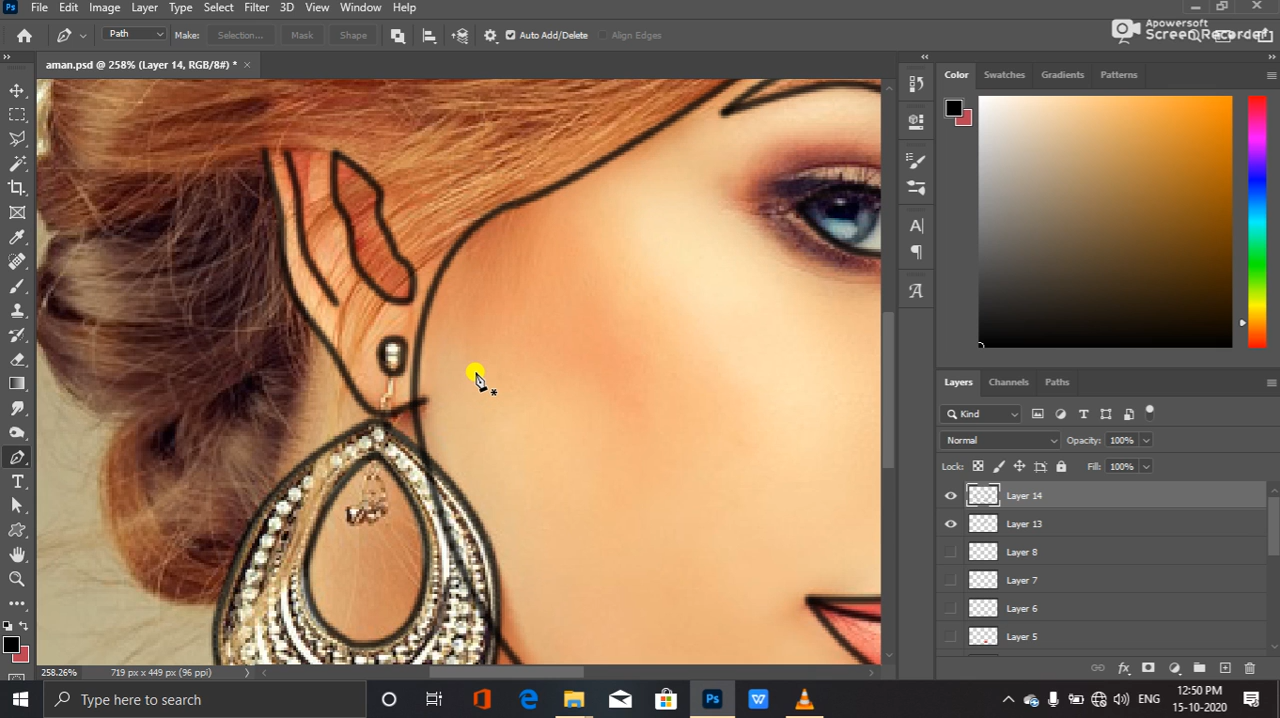 Ps File Edit Image Layer Type Select Filter 3D View Window Help
Apowersoft
Screen Recorder
Path Make: Selection... Mask Shape Auto Add/Delete Align Edges
aman.psd @ 258% (Layer 14, RGB/8#) *
Color Swatches Gradients Patterns
Layers Channels Paths
Kind
Normal Opacity: 100%
Lock: Fill: 100%
Layer 14
Layer 13
Layer 8
Layer 7
Layer 6
Layer 5
258.26% 719 px x 449 px (96 ppi)
Type here to search
Ps
ENG
12:50 PM
15-10-2020